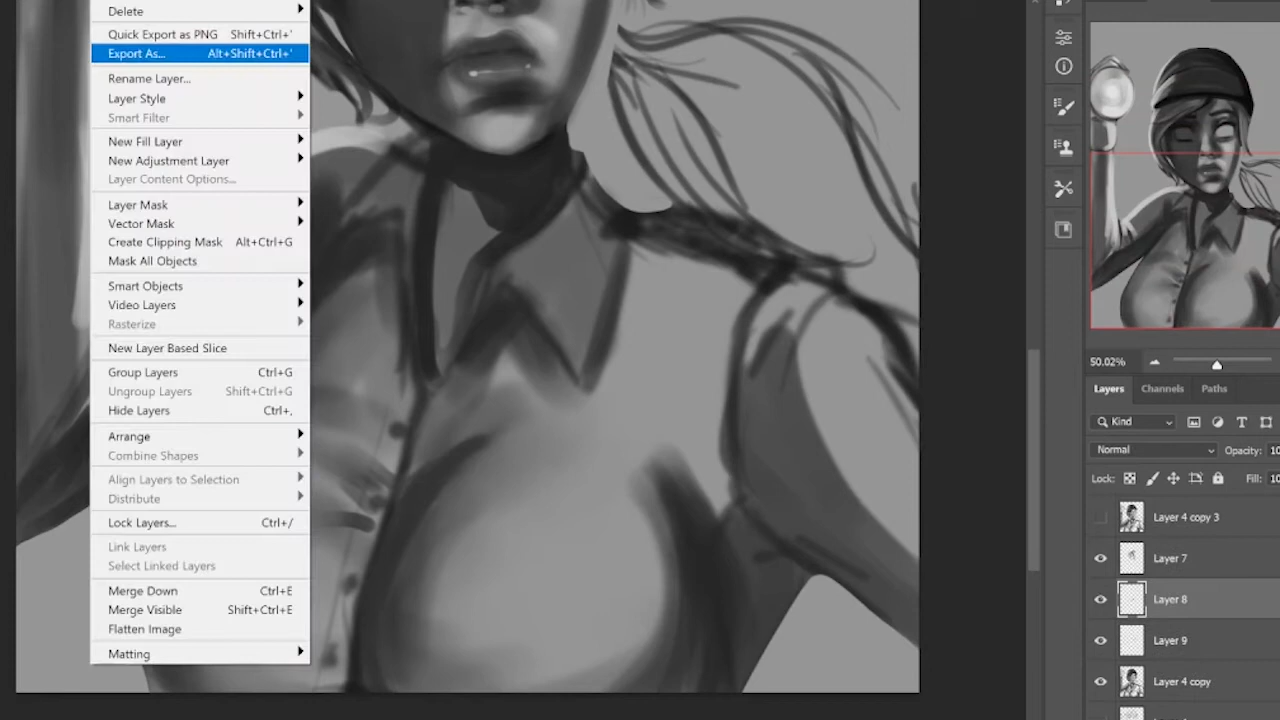 Delete
Quick Export as PNG Shift+Ctrl+'
Export As... Alt+Shift+Ctrl+'
Rename Layer...
Layer Style
Smart Filter
New Fill Layer
New Adjustment Layer
Layer Content Options...
Layer Mask
Vector Mask
Create Clipping Mask Alt+Ctrl+G
Mask All Objects
Smart Objects
Video Layers
Rasterize
New Layer Based Slice
Group Layers Ctrl+G
Ungroup Layers Shift+Ctrl+G
Hide Layers Ctrl+,
Arrange
Combine Shapes
Align Layers to Selection
Distribute
Lock Layers... Ctrl+/
Link Layers
Select Linked Layers
Merge Down Ctrl+E
Merge Visible Shift+Ctrl+E
Flatten Image
Matting
50.02%
Layers Channels Paths
Kind
Normal Opacity: 10
Lock: Fill: 10
Layer 4 copy 3
Layer 7
Layer 8
Layer 9
Layer 4 copy